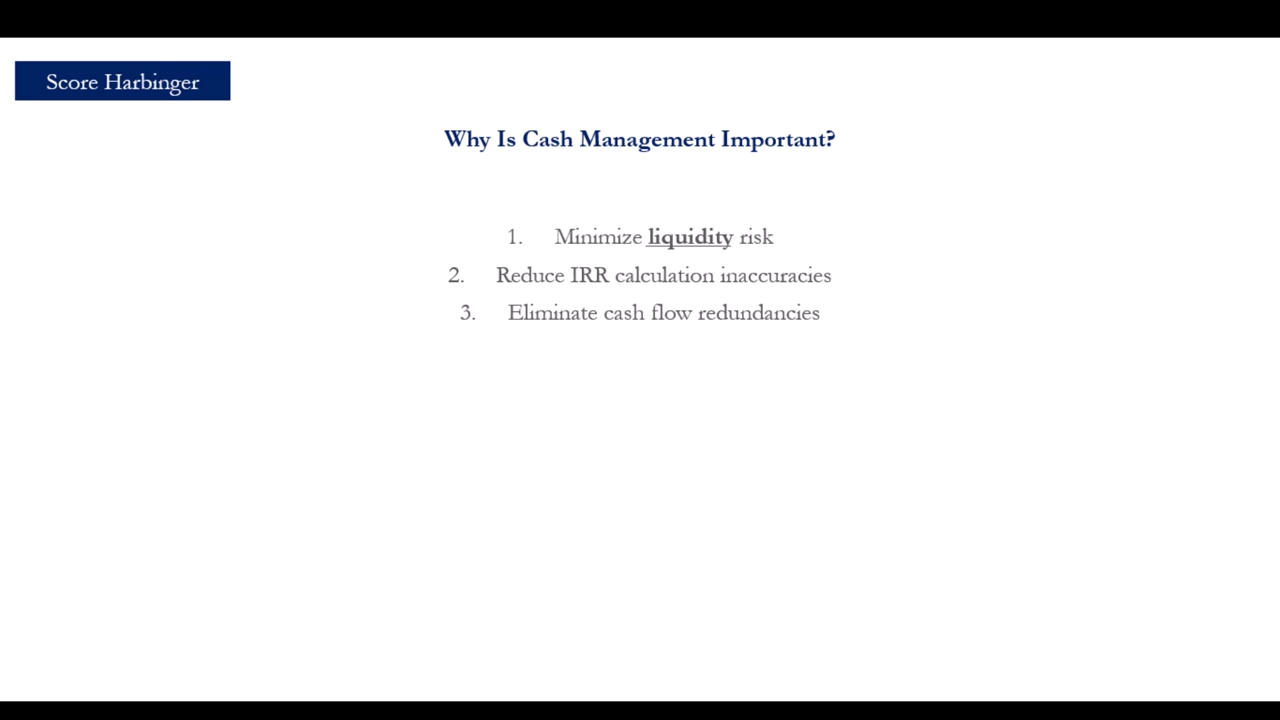 Score Harbinger
Why Is Cash Management Important?
1. Minimize liquidity risk
2. Reduce IRR calculation inaccuracies
3. Eliminate cash flow redundancies